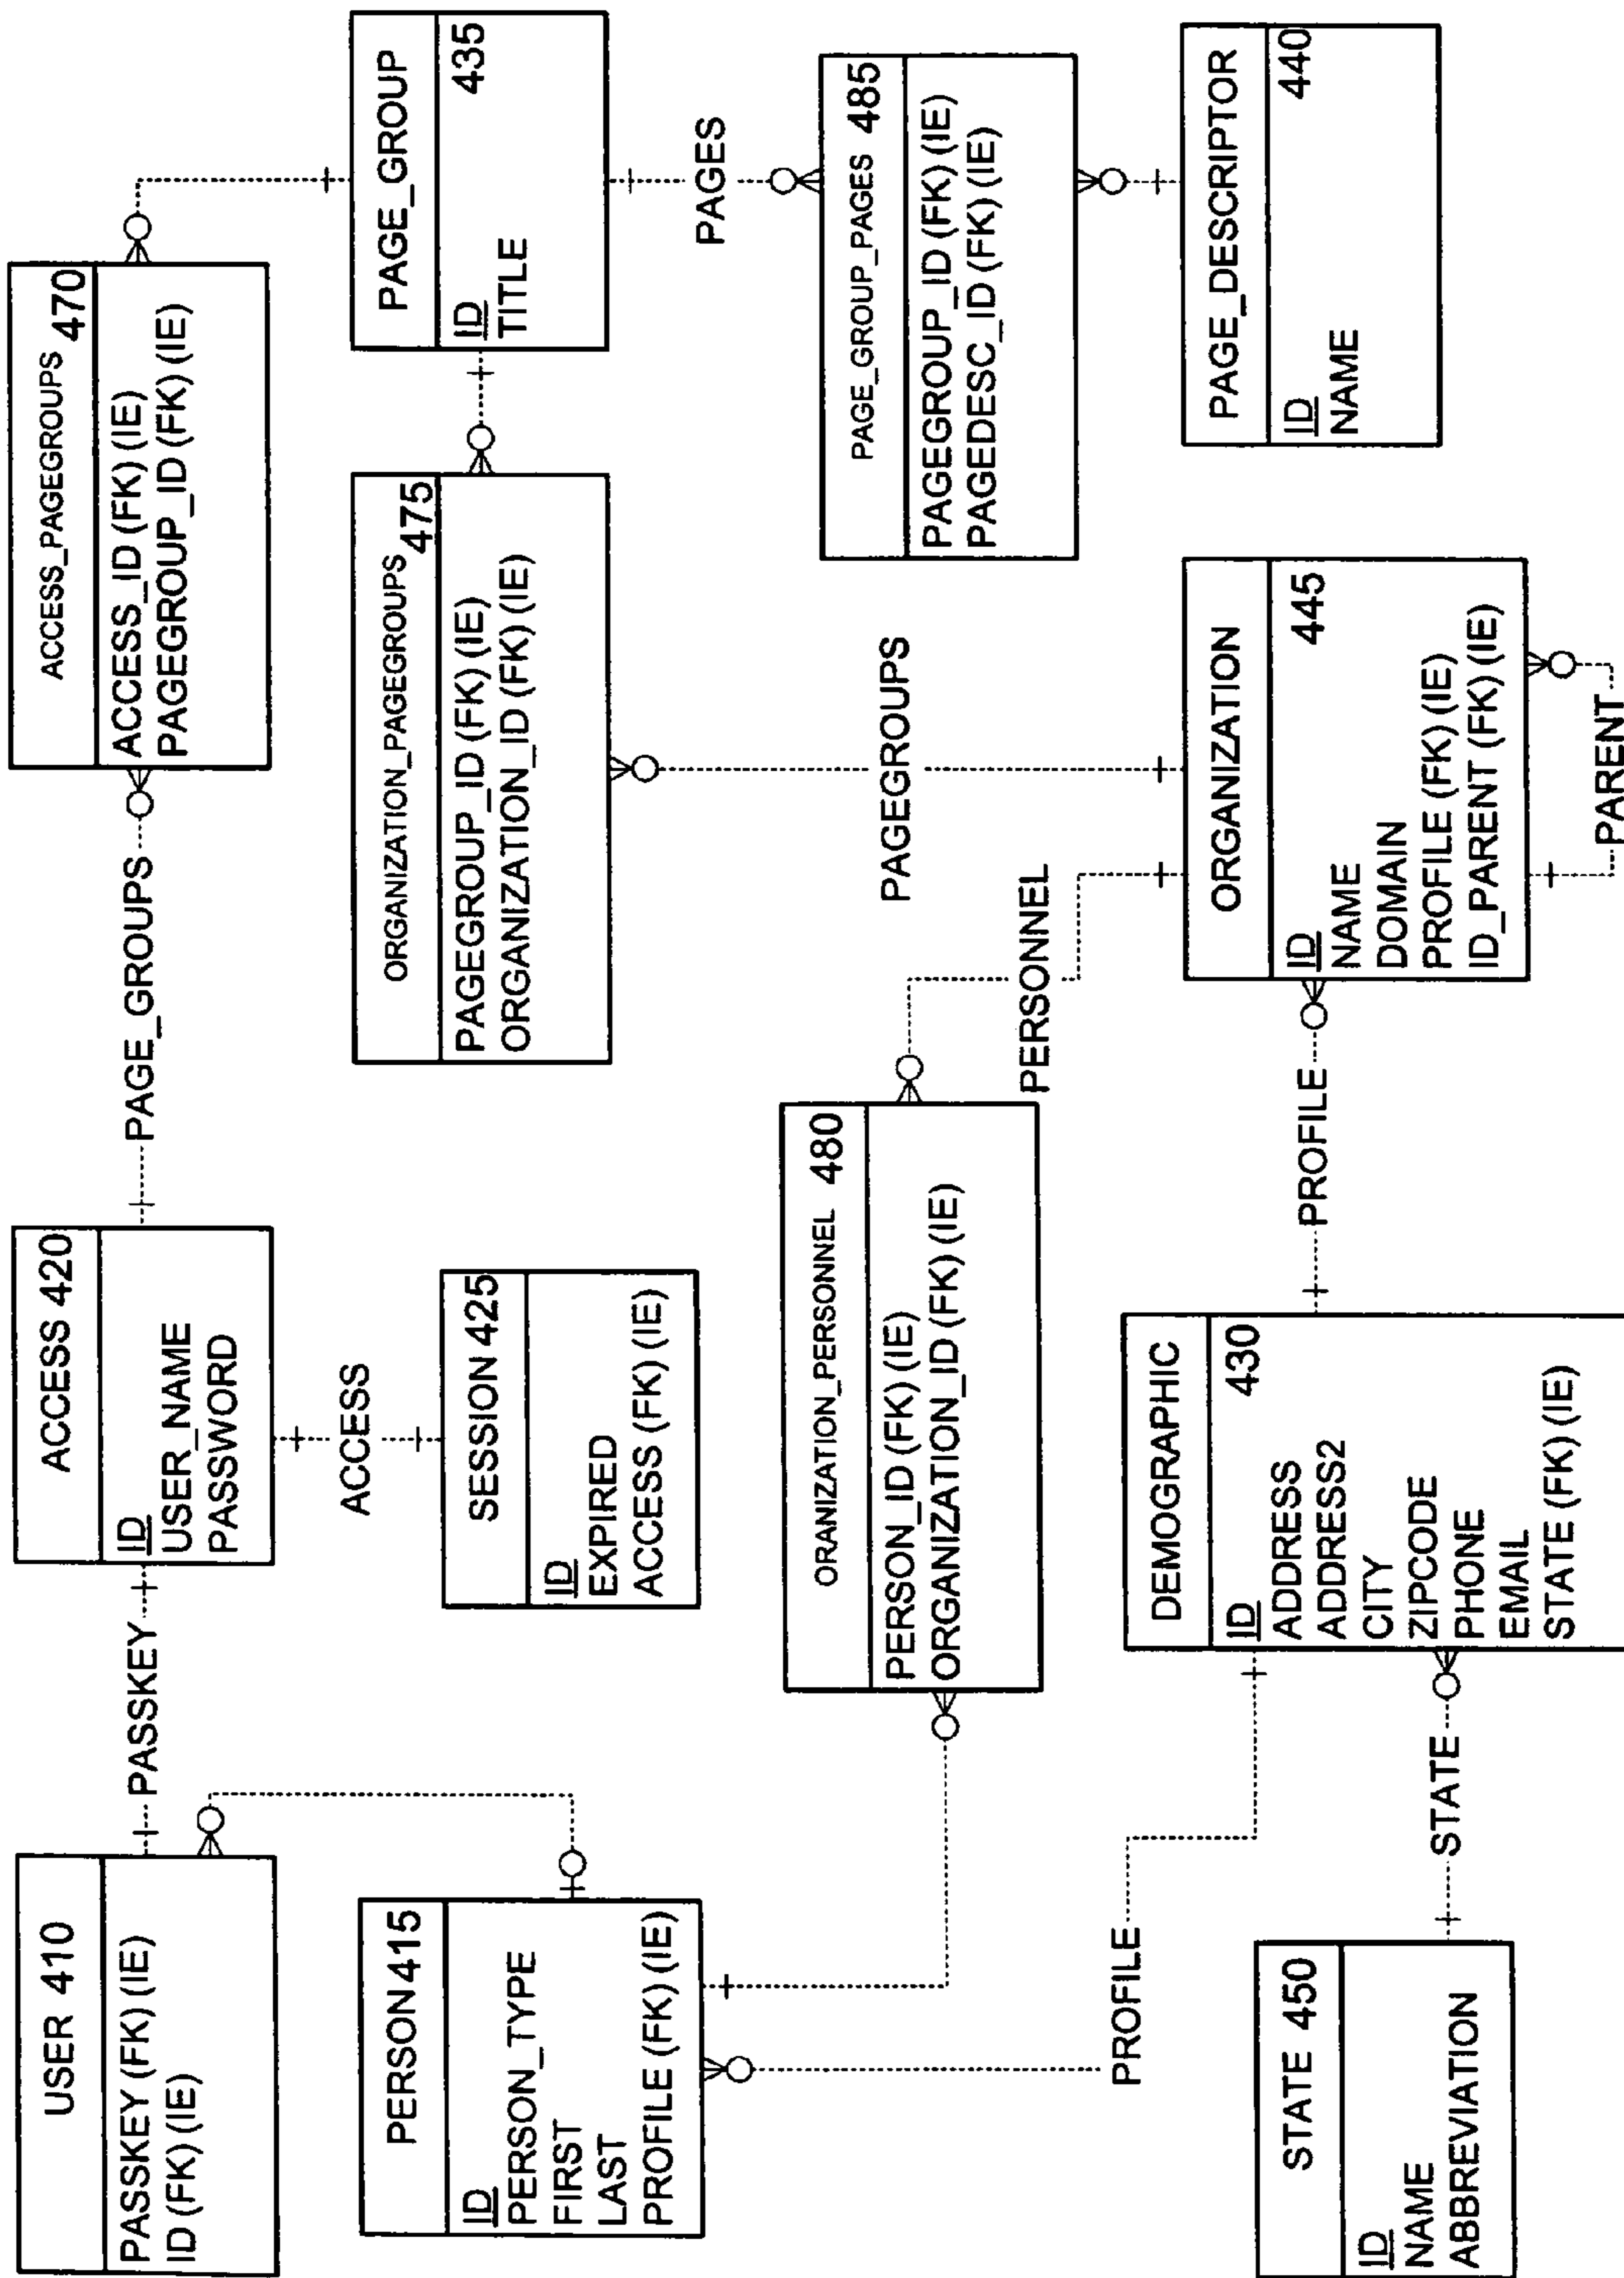 USER 410
PASSKEY (FK) (IE)
ID (FK) (IE)
PASSKEY
ACCESS 420
ID
USER_NAME
PASSWORD
PAGE_GROUPS
ACCESS_PAGEGROUPS 470
ACCESS_ID (FK) (IE)
PAGEGROUP_ID (FK) (IE)
PERSON 415
ID
PERSON_TYPE
FIRST
LAST
PROFILE (FK) (IE)
ACCESS
SESSION 425
ID
EXPIRED
ACCESS (FK) (IE)
ORGANIZATION_PAGEGROUPS 475
PAGEGROUP_ID (FK) (IE)
ORGANIZATION_ID (FK) (IE)
PAGE_GROUP
435
ID
TITLE
PAGES
ORANIZATION_PERSONNEL 480
PERSON_ID (FK) (IE)
ORGANIZATION_ID (FK) (IE)
PERSONNEL
PAGEGROUPS
PAGE_GROUP_PAGES 485
PAGEGROUP_ID (FK) (IE)
PAGEDESC_ID (FK) (IE)
PROFILE
STATE 450
ID
NAME
ABBREVIATION
STATE
DEMOGRAPHIC
430
ID
ADDRESS
ADDRESS2
CITY
ZIPCODE
PHONE
EMAIL
STATE (FK) (IE)
PROFILE
ORGANIZATION
445
ID
NAME
DOMAIN
PROFILE (FK) (IE)
ID_PARENT (FK) (IE)
PARENT
PAGE_DESCRIPTOR
440
ID
NAME